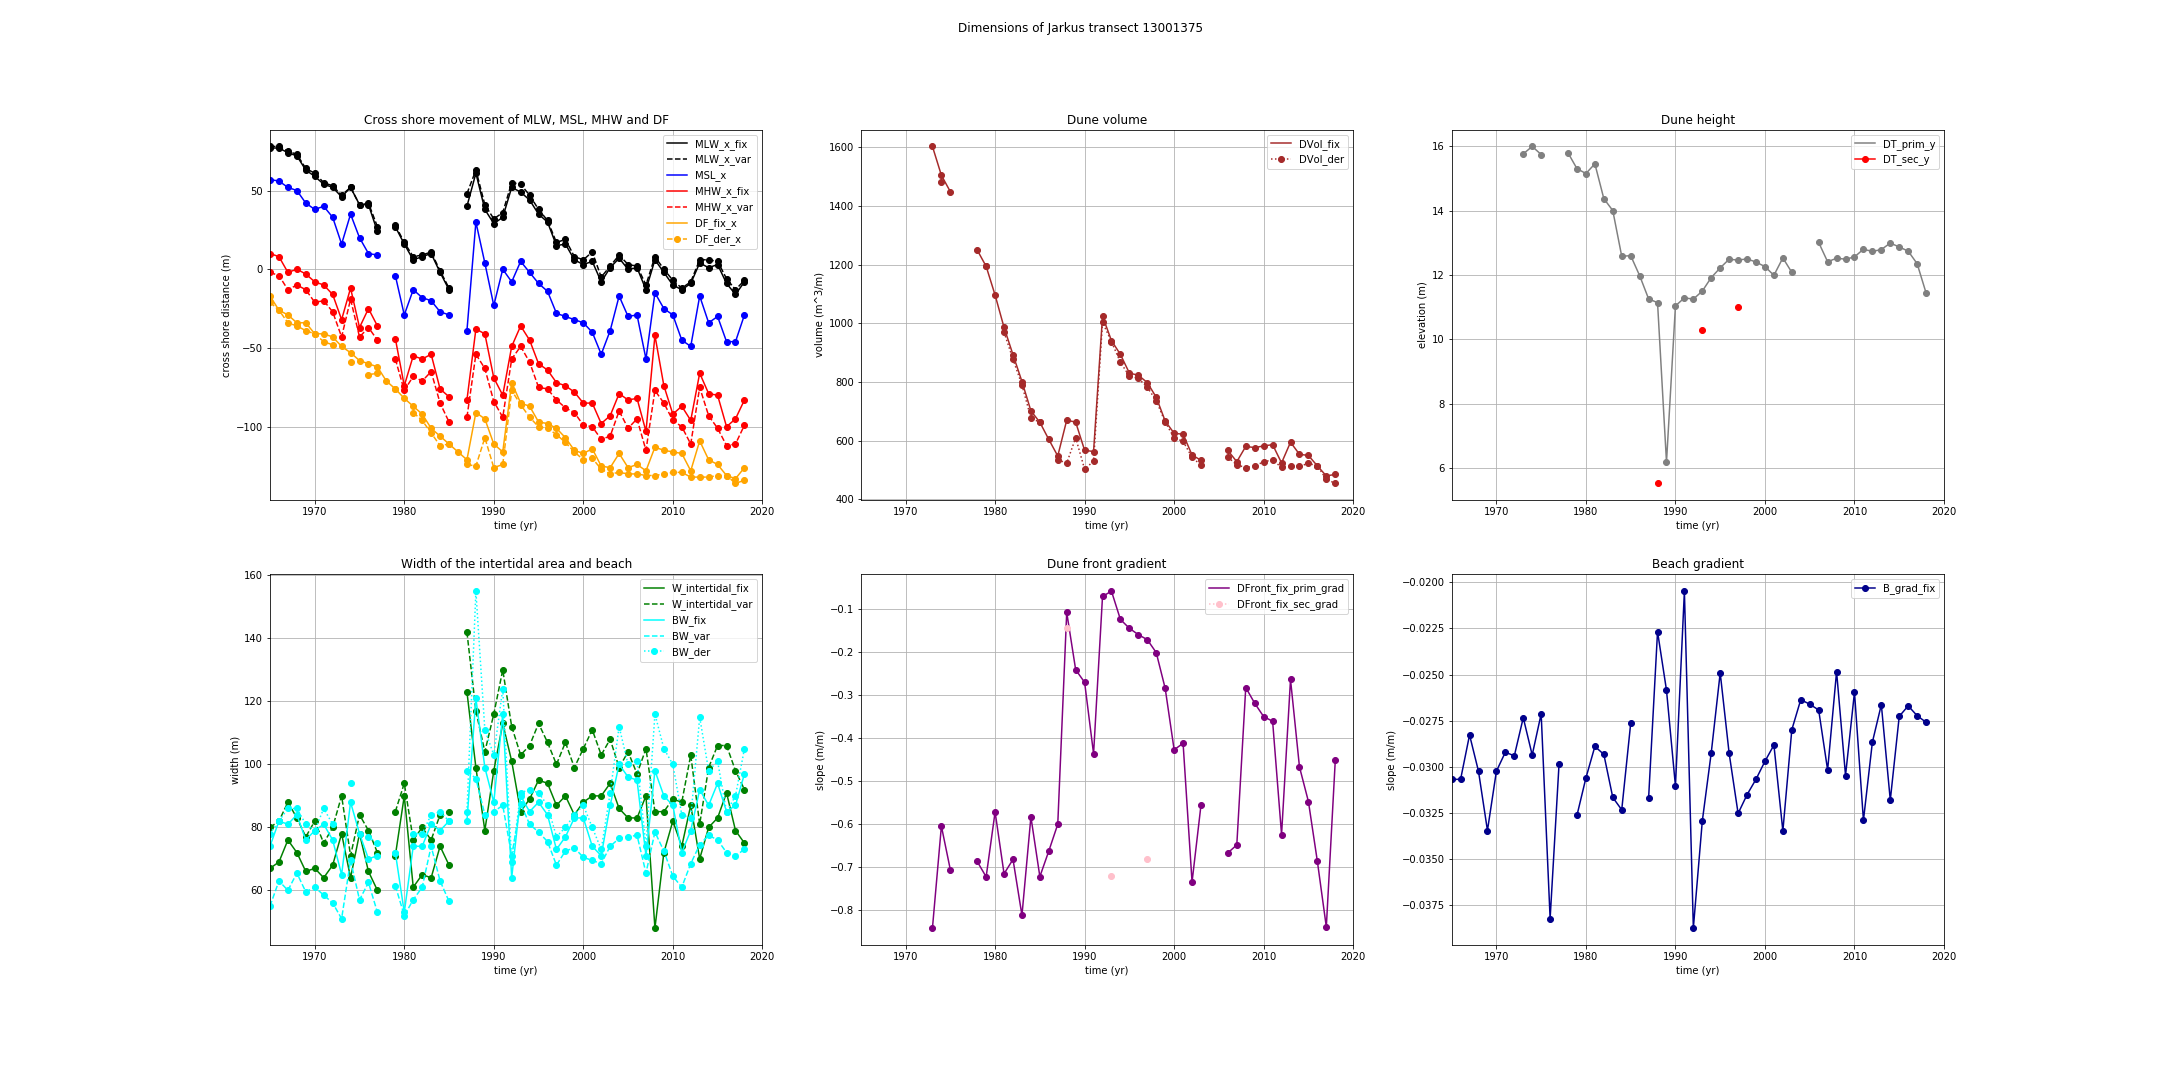 Dimensions of Jarkus transect 13001375
Cross shore movement of MLW, MSL, MHW and DF
cross shore distance (m)
50
0
−50
−100
MLW_x_fix
MLW_x_var
MSL_x
MHW_x_fix
MHW_x_var
DF_fix_x
DF_der_x
1970 1980 1990 2000 2010 2020
time (yr)
Dune volume
volume (m^3/m)
1600
1400
1200
1000
800
600
400
DVol_fix
DVol_der
1970 1980 1990 2000 2010 2020
time (yr)
Dune height
elevation (m)
16
14
12
10
8
6
DT_prim_y
DT_sec_y
1970 1980 1990 2000 2010 2020
time (yr)
Width of the intertidal area and beach
width (m)
160
140
120
100
80
60
W_intertidal_fix
W_intertidal_var
BW_fix
BW_var
BW_der
1970 1980 1990 2000 2010 2020
time (yr)
Dune front gradient
slope (m/m)
−0.1
−0.2
−0.3
−0.4
−0.5
−0.6
−0.7
−0.8
DFront_fix_prim_grad
DFront_fix_sec_grad
1970 1980 1990 2000 2010 2020
time (yr)
Beach gradient
slope (m/m)
−0.0200
−0.0225
−0.0250
−0.0275
−0.0300
−0.0325
−0.0350
−0.0375
B_grad_fix
1970 1980 1990 2000 2010 2020
time (yr)